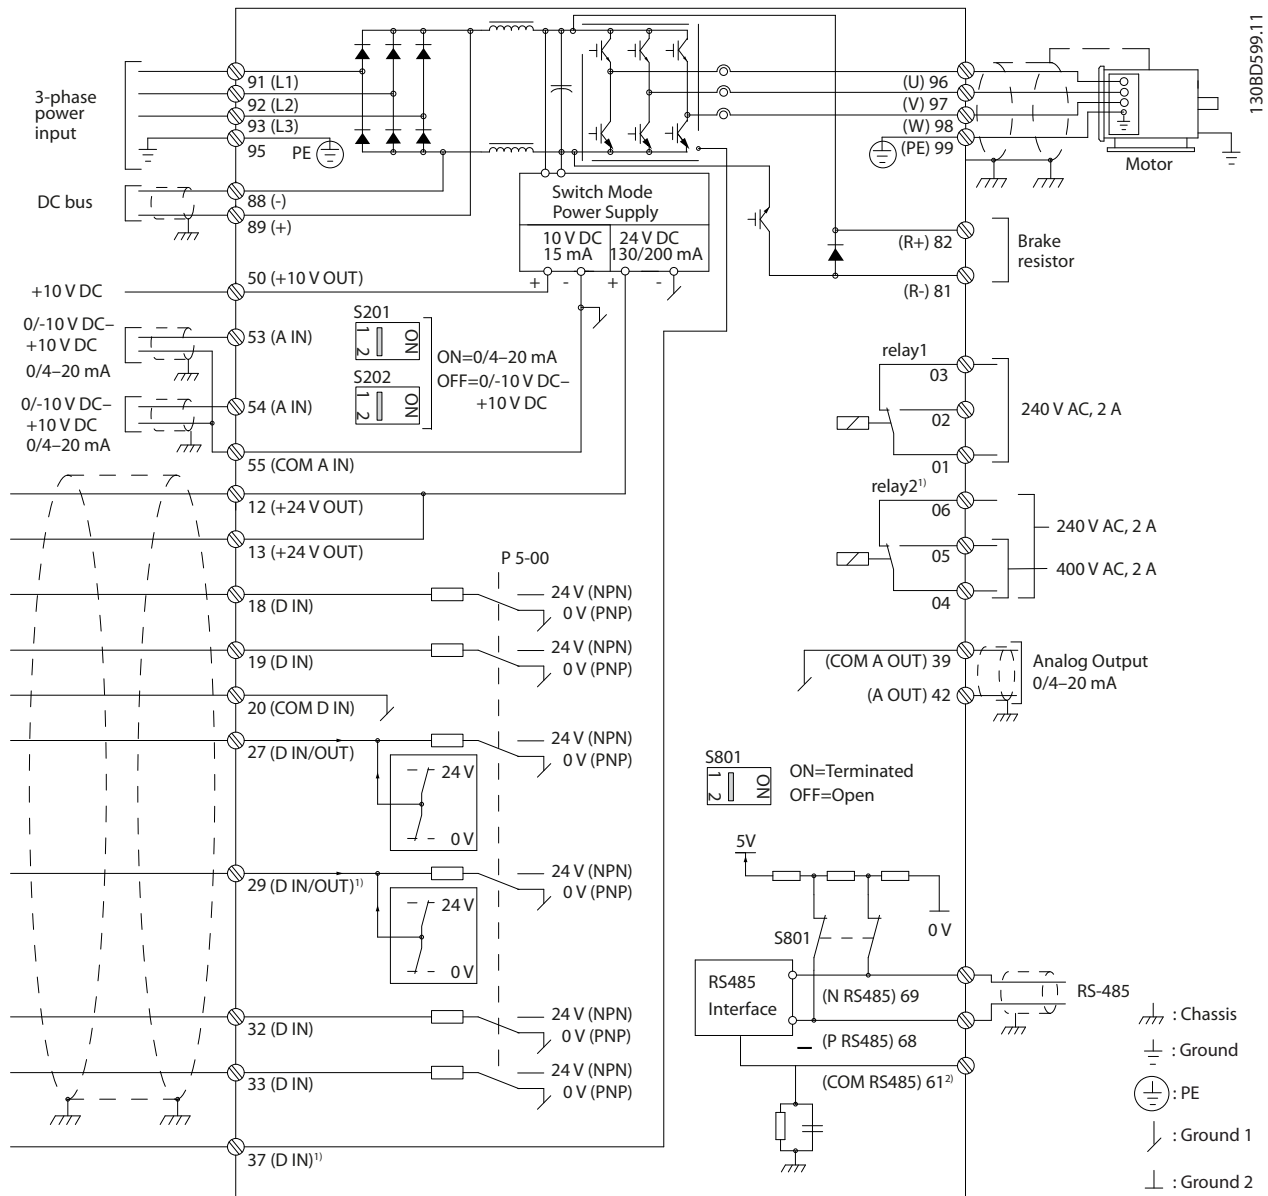 130BD599.11
3-phase
power
input
91 (L1)
92 (L2)
93 (L3)
95
PE
(U) 96
(V) 97
(W) 98
(PE) 99
Motor
DC bus
88 (-)
89 (+)
Switch Mode
Power Supply
10 V DC
15 mA
24 V DC
130/200 mA
+ - + -
(R+) 82
(R-) 81
Brake
resistor
+10 V DC
50 (+10 V OUT)
0/-10 V DC–
+10 V DC
0/4–20 mA
53 (A IN)
S201
1 2
ON
S202
1 2
ON
ON=0/4–20 mA
OFF=0/-10 V DC–
+10 V DC
0/-10 V DC–
+10 V DC
0/4–20 mA
54 (A IN)
55 (COM A IN)
relay1
03
02
01
240 V AC, 2 A
relay2¹⁾
06
05
04
240 V AC, 2 A
400 V AC, 2 A
12 (+24 V OUT)
13 (+24 V OUT)
P 5-00
18 (D IN)
24 V (NPN)
0 V (PNP)
19 (D IN)
24 V (NPN)
0 V (PNP)
20 (COM D IN)
27 (D IN/OUT)
24 V (NPN)
0 V (PNP)
24 V
0 V
29 (D IN/OUT)¹⁾
24 V (NPN)
0 V (PNP)
24 V
0 V
32 (D IN)
24 V (NPN)
0 V (PNP)
33 (D IN)
24 V (NPN)
0 V (PNP)
37 (D IN)¹⁾
(COM A OUT) 39
(A OUT) 42
Analog Output
0/4–20 mA
S801
1 2
ON
ON=Terminated
OFF=Open
5V
0 V
S801
RS485
Interface
(N RS485) 69
(P RS485) 68
(COM RS485) 61²⁾
RS-485
: Chassis
: Ground
: PE
: Ground 1
: Ground 2